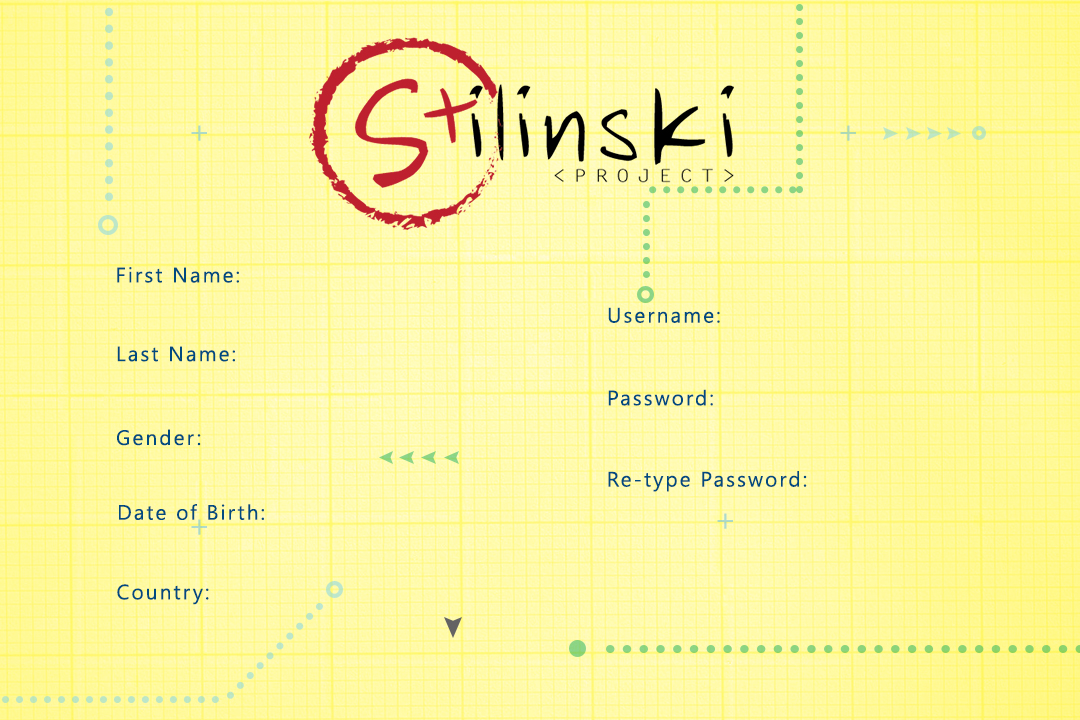 Stilinski
<PROJECT>
First Name:
Last Name:
Gender:
Date of Birth:
Country:
Username:
Password:
Re-type Password: